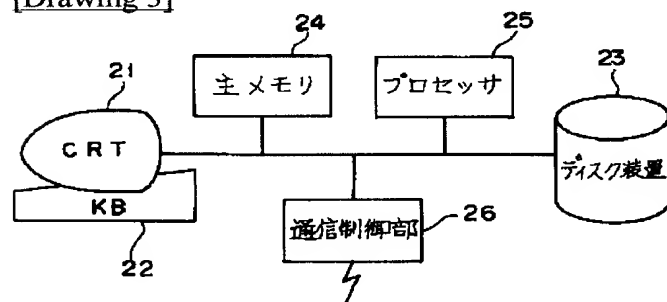 [Drawing 3]
24
25
23
21
主メモリ
プロセッサ
CRT
ディスク装置
KB
通信制御部
26
22